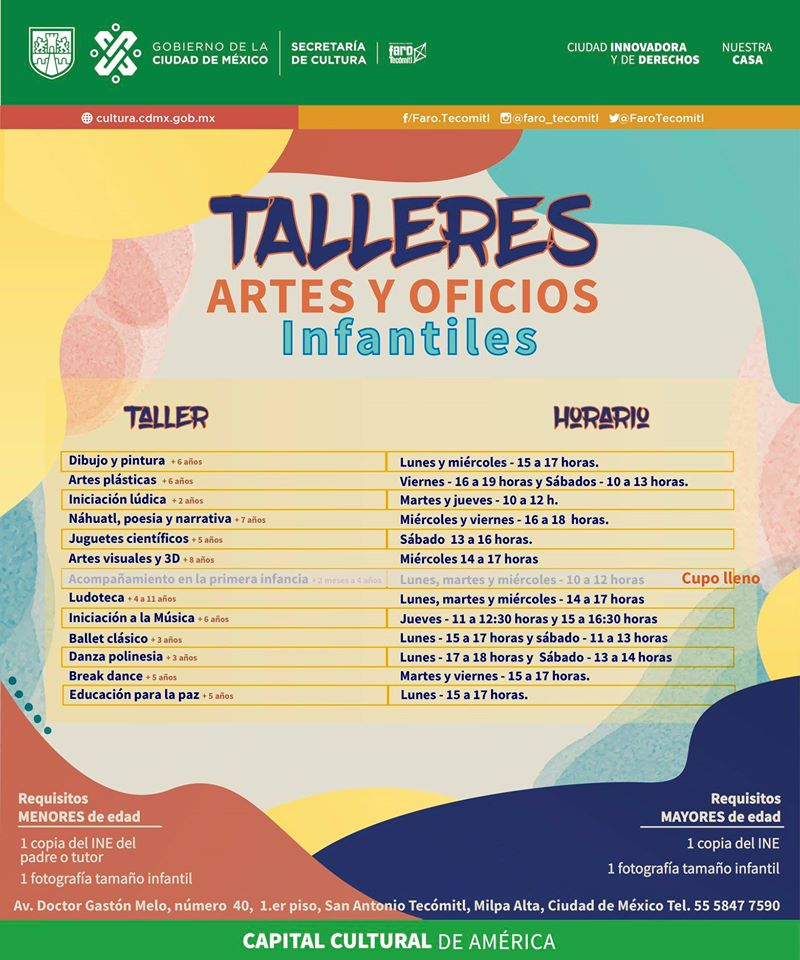 GOBIERNO DE LA
CIUDAD DE MÉXICO
SECRETARÍA
DE CULTURA
faro
Tecómitl
CIUDAD INNOVADORA
Y DE DERECHOS
NUESTRA
CASA
cultura.cdmx.gob.mx
f/Faro.Tecomitl @faro_tecomitl @FaroTecomitl
TALLERES
ARTES Y OFICIOS
Infantiles
TALLER HORARIO
Dibujo y pintura + 6 años Lunes y miércoles - 15 a 17 horas.
Artes plásticas + 6 años Viernes - 16 a 19 horas y Sábados - 10 a 13 horas.
Iniciación lúdica + 2 años Martes y jueves - 10 a 12 h.
Náhuatl, poesia y narrativa + 7 años Miércoles y viernes - 16 a 18 horas.
Juguetes científicos + 5 años Sábado 13 a 16 horas.
Artes visuales y 3D + 8 años Miércoles 14 a 17 horas
Acompañamiento en la primera infancia + 2 meses a 4 años Lunes, martes y miércoles - 10 a 12 horas Cupo lleno
Ludoteca + 4 a 11 años Lunes, martes y miércoles - 14 a 17 horas
Iniciación a la Música + 6 años Jueves - 11 a 12:30 horas y 15 a 16:30 horas
Ballet clásico + 3 años Lunes - 15 a 17 horas y sábado - 11 a 13 horas
Danza polinesia + 3 años Lunes - 17 a 18 horas y Sábado - 13 a 14 horas
Break dance + 5 años Martes y viernes - 15 a 17 horas.
Educación para la paz + 5 años Lunes - 15 a 17 horas.
Requisitos
MENORES de edad
1 copia del INE del
padre o tutor
1 fotografía tamaño infantil
Requisitos
MAYORES de edad
1 copia del INE
1 fotografía tamaño infantil
Av. Doctor Gastón Melo, número 40, 1.er piso, San Antonio Tecómitl, Milpa Alta, Ciudad de México Tel. 55 5847 7590
CAPITAL CULTURAL DE AMÉRICA